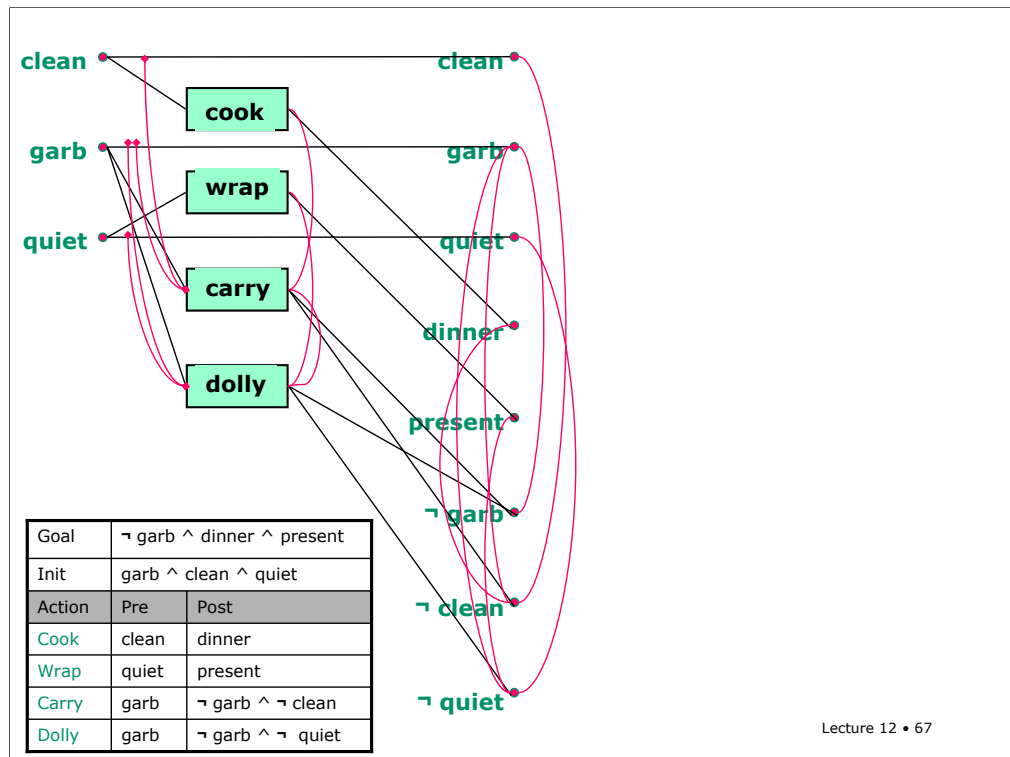 clean clean
cook
garb garb
wrap
quiet quiet
carry
dinner
dolly
present
¬ garb
Goal ¬ garb ^ dinner ^ present
Init garb ^ clean ^ quiet
Action Pre Post
¬ clean
Cook clean dinner
Wrap quiet present
Carry garb ¬ garb ^ ¬ clean
¬ quiet
Dolly garb ¬ garb ^ ¬ quiet
Lecture 12 • 67